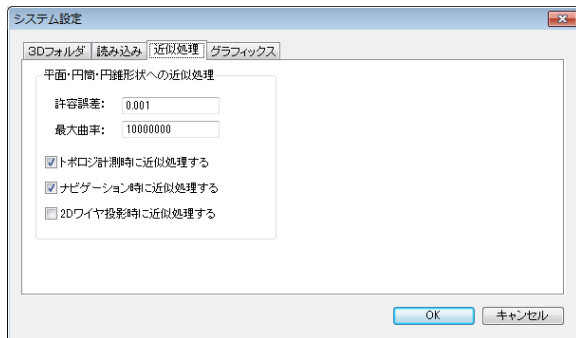 システム設定
3Dフォルダ 読み込み 近似処理 グラフィックス
平面・円筒・円錐形状への近似処理
許容誤差: 0.001
最大曲率: 10000000
トポロジ計測時に近似処理する
ナビゲーション時に近似処理する
2Dワイヤ投影時に近似処理する
OK キャンセル